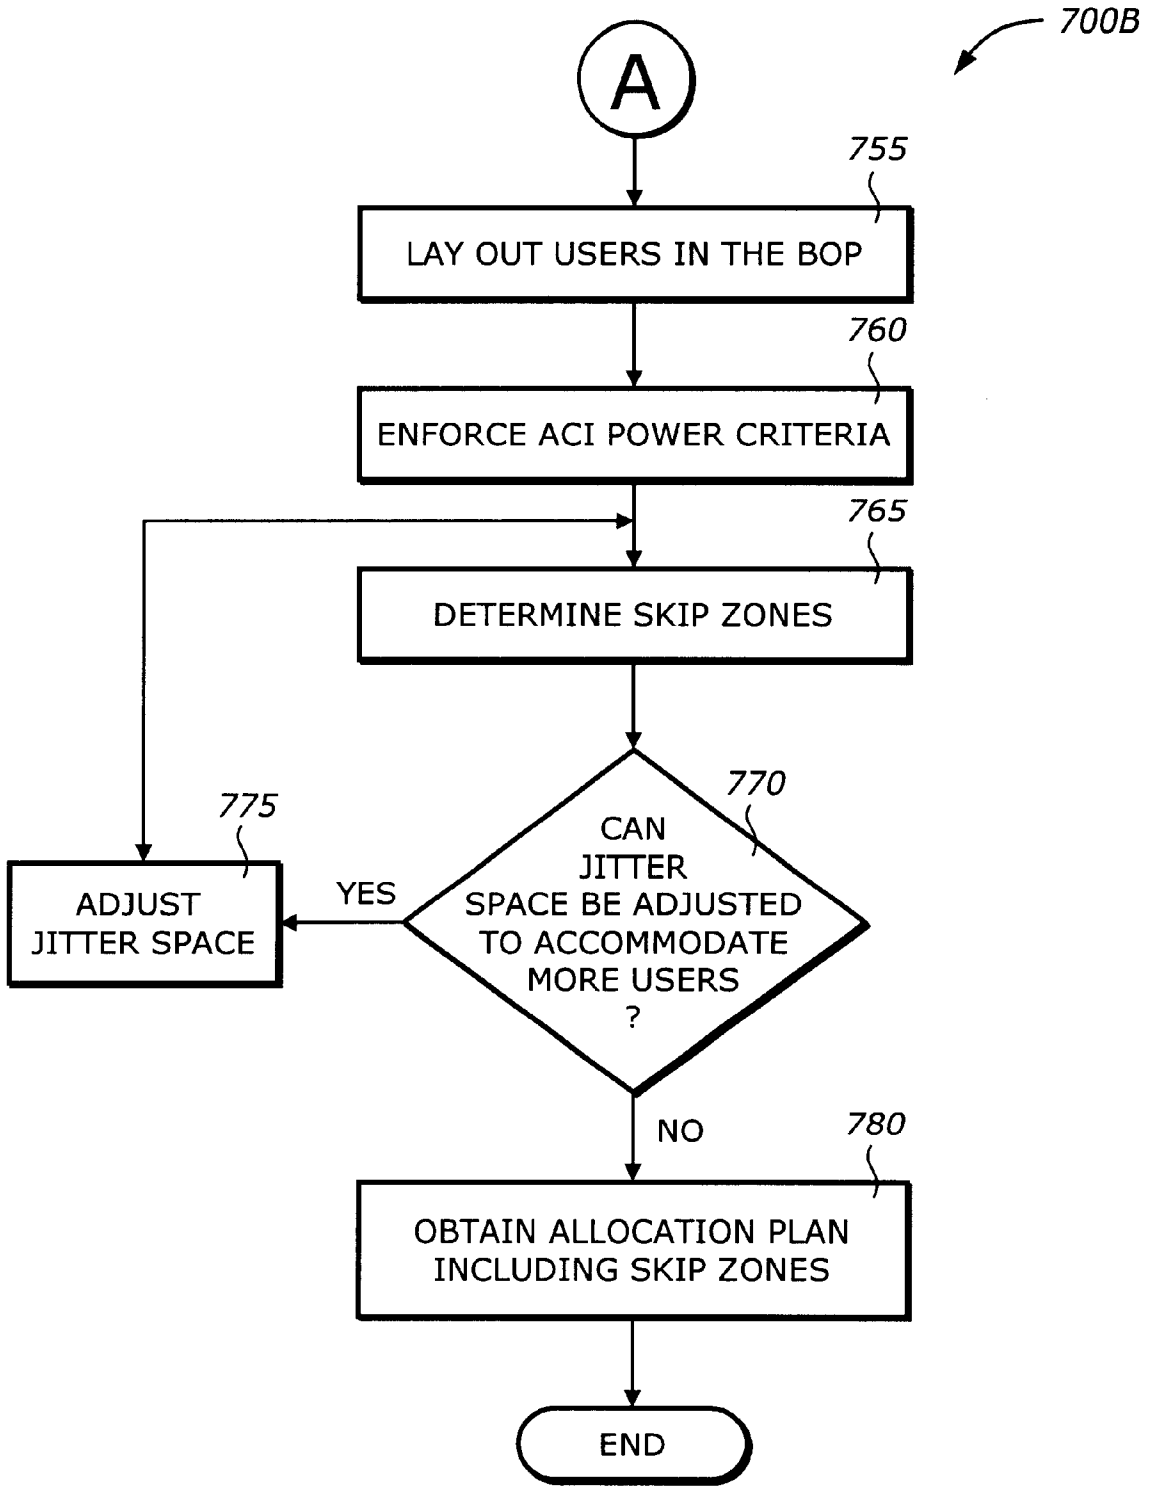 700B
A
755
LAY OUT USERS IN THE BOP
760
ENFORCE ACI POWER CRITERIA
765
DETERMINE SKIP ZONES
770
CAN
JITTER
SPACE BE ADJUSTED
TO ACCOMMODATE
MORE USERS
?
775
YES
ADJUST
JITTER SPACE
NO
780
OBTAIN ALLOCATION PLAN
INCLUDING SKIP ZONES
END